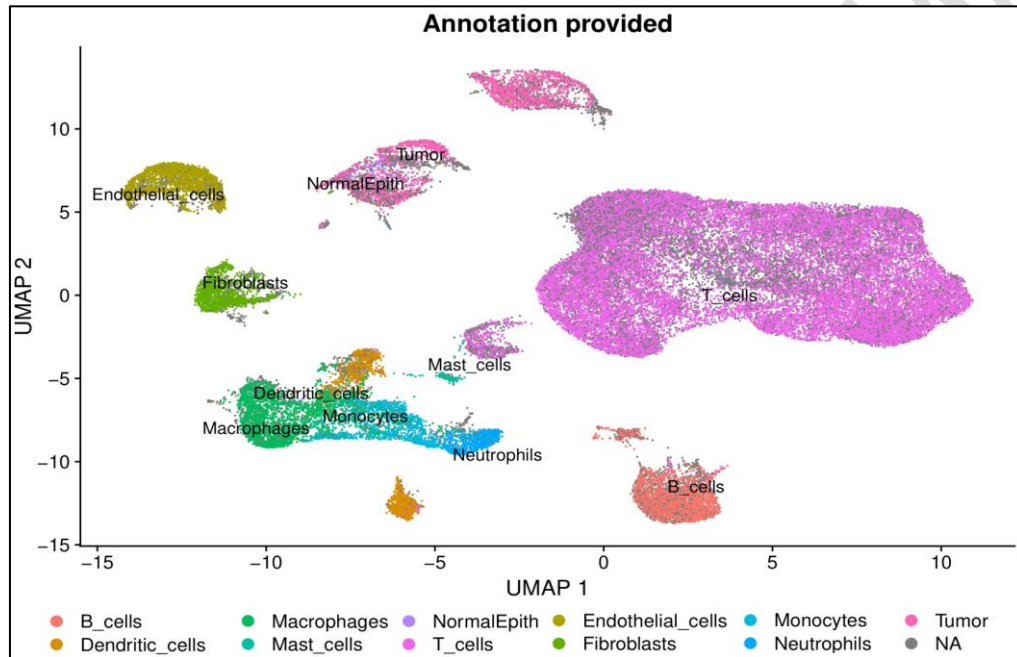 Annotation provided
UMAP 2
10
5
0
−5
−10
−15
Tumor
NormalEpith
Endothelial_cells
Fibroblasts
T_cells
Mast_cells
Dendritic_cells
Monocytes
Macrophages
Neutrophils
B_cells
−15 −10 −5 0 5 10
UMAP 1
B_cells Macrophages NormalEpith Endothelial_cells Monocytes Tumor
Dendritic_cells Mast_cells T_cells Fibroblasts Neutrophils NA